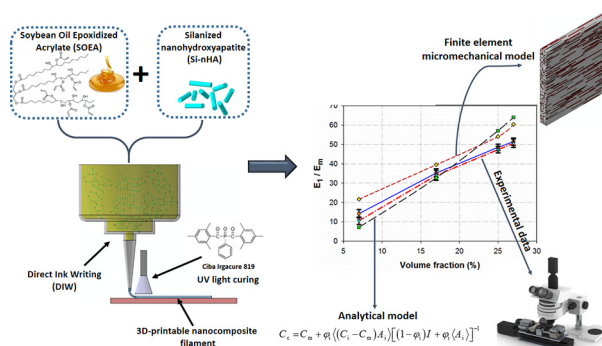 Soybean Oil Epoxidized
Acrylate (SOEA)
Silanized
nanohydroxyapatite
(Si-nHA)
Direct Ink Writing
(DIW)
Ciba Irgacure 819
UV light curing
3D-printable nanocomposite
filament
Finite element
micromechanical model
E1 / Em
70
60
50
40
30
20
10
0
5 10 15 20 25 30
Volume fraction (%)
Experimental data
Analytical model
C_c = C_m + φ_i⟨(C_i − C_m)A_i⟩[(1−φ_i)I + φ_i⟨A_i⟩]^−1